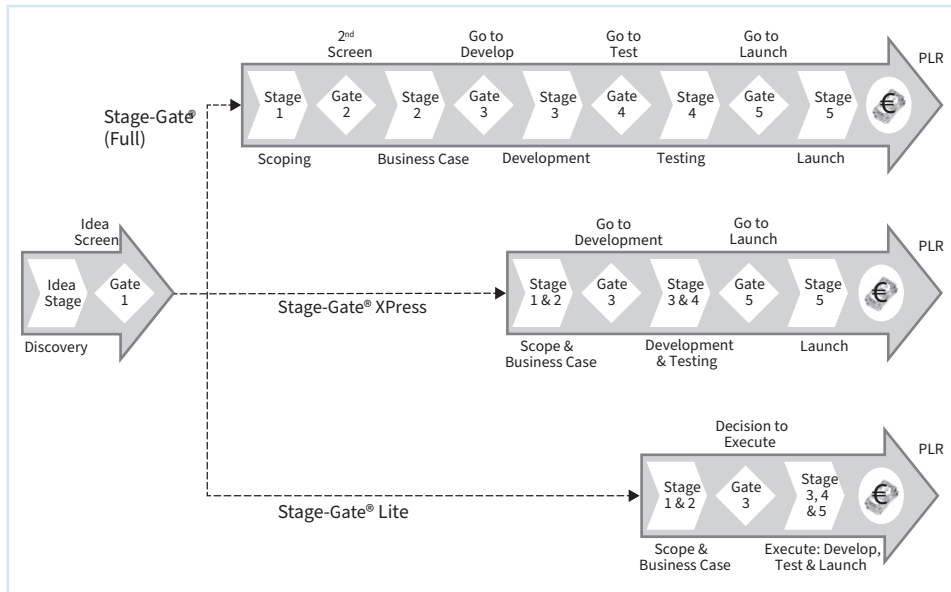 2nd
Screen
Go to
Develop
Go to
Test
Go to
Launch
PLR
Stage-Gate®
(Full)
Stage
1
Gate
2
Stage
2
Gate
3
Stage
3
Gate
4
Stage
4
Gate
5
Stage
5
€
Scoping
Business Case
Development
Testing
Launch
Idea
Screen
Idea
Stage
Gate
1
Discovery
Stage-Gate® XPress
Go to
Development
Go to
Launch
PLR
Stage
1 & 2
Gate
3
Stage
3 & 4
Gate
5
Stage
5
€
Scope &
Business Case
Development
& Testing
Launch
Stage-Gate® Lite
Decision to
Execute
PLR
Stage
1 & 2
Gate
3
Stage
3, 4
& 5
€
Scope &
Business Case
Execute: Develop,
Test & Launch